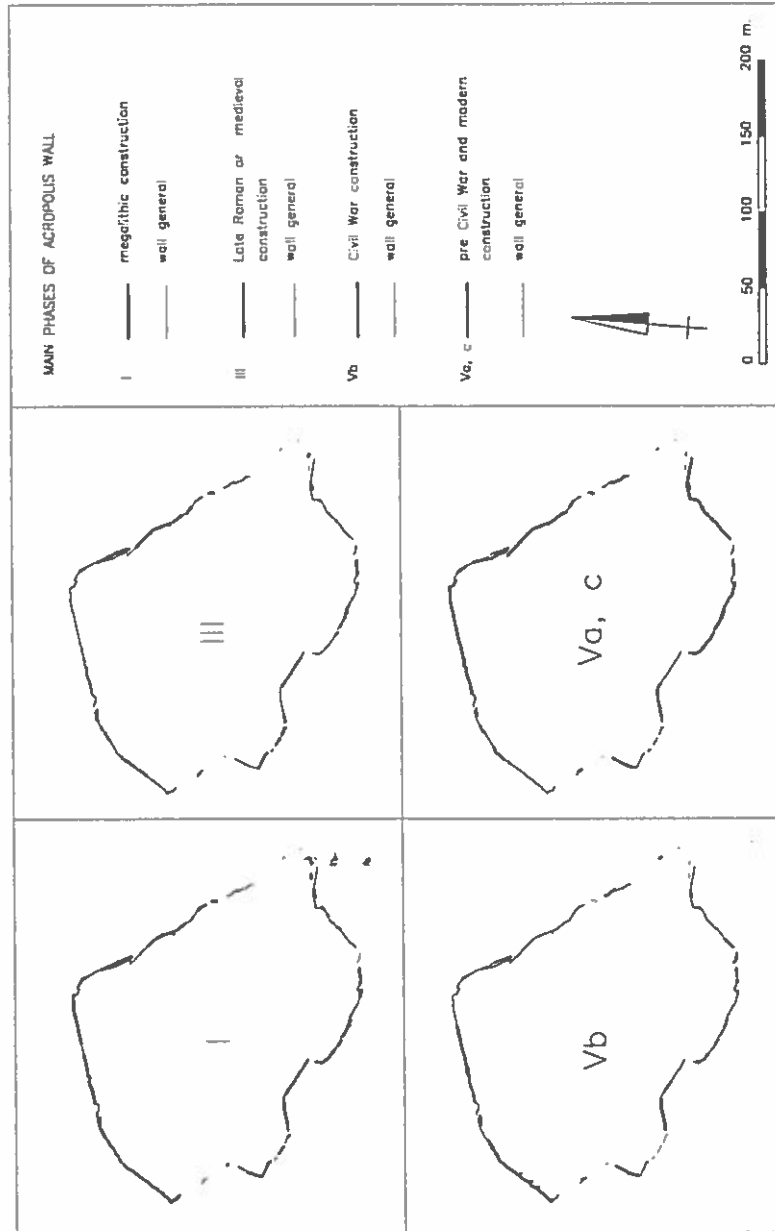 MAIN PHASES OF ACROPOLIS WALL
I megalithic construction
wall general
III Late Roman or medieval
construction
wall general
Vb Civil War construction
wall general
Va, c pre Civil War and modern
construction
wall general
0 50 100 150 200 m.
III
Va, c
I
Vb